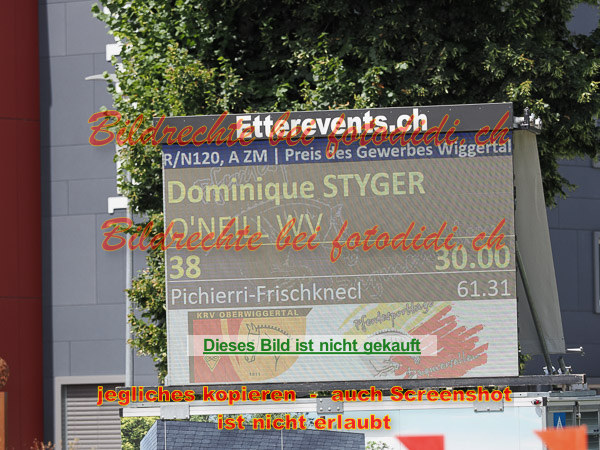 Etterevents.ch
Bildrechte bei fotodidi.ch
R/N120, A ZM | Preis des Gewerbes Wiggertal
Dominique STYGER
O'NEILL WV
Bildrechte bei fotodidi.ch
38 30.00
Pichierri-Frischknecl 61.31
KRV OBERWIGGERTAL
Dieses Bild ist nicht gekauft
jegliches kopieren - auch Screenshot
ist nicht erlaubt